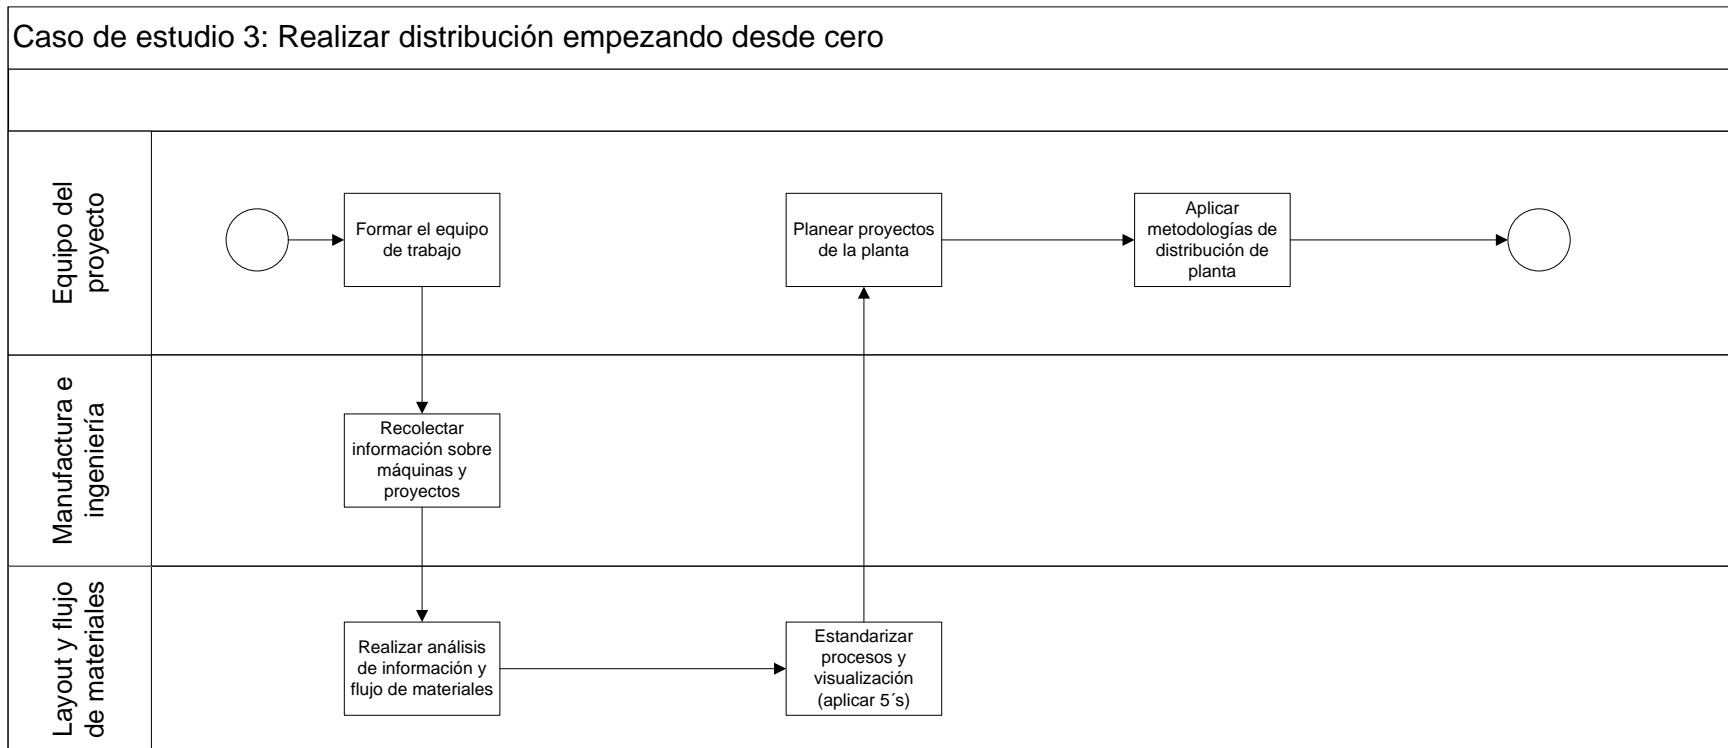 Caso de estudio 3: Realizar distribución empezando desde cero
Equipo del
proyecto
Formar el equipo
de trabajo
Planear proyectos
de la planta
Aplicar
metodologías de
distribución de
planta
Manufactura e
ingeniería
Recolectar
información sobre
máquinas y
proyectos
Layout y flujo
de materiales
Realizar análisis
de información y
flujo de materiales
Estandarizar
procesos y
visualización
(aplicar 5´s)